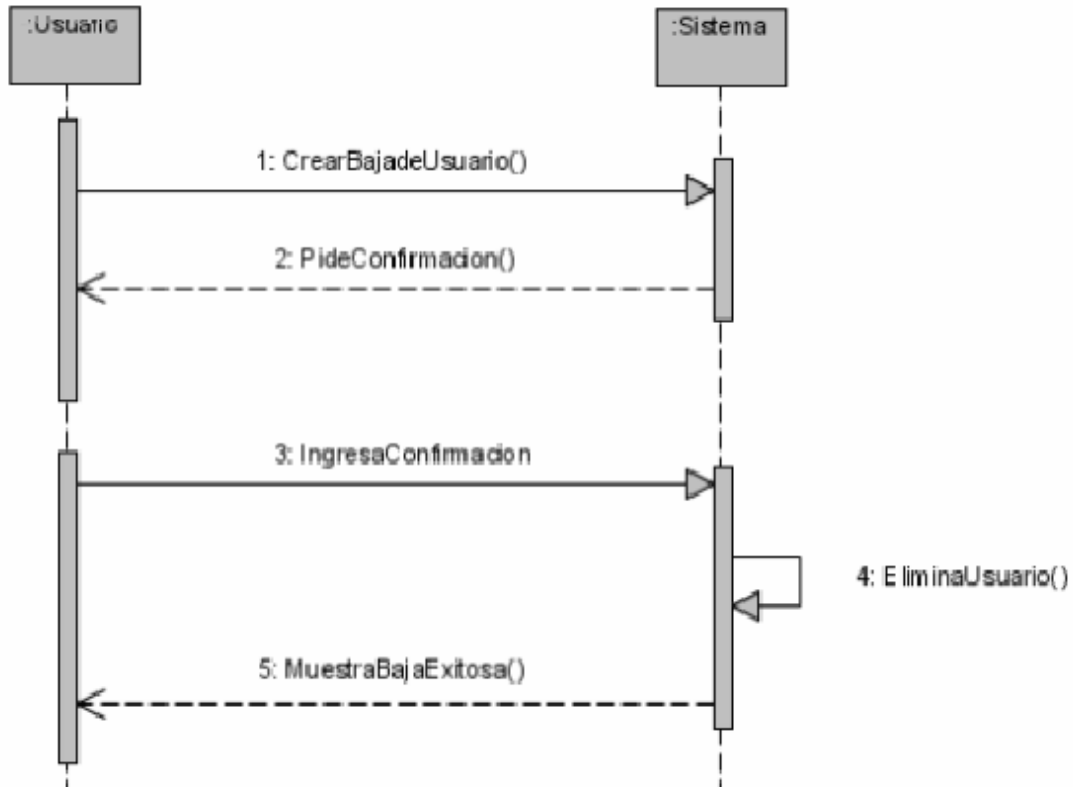 :Usuario
:Sistema
1: CrearBajadeUsuario()
2: PideConfirmacion()
3: IngresaConfirmacion
4: EliminaUsuario()
5: MuestraBajaExitosa()